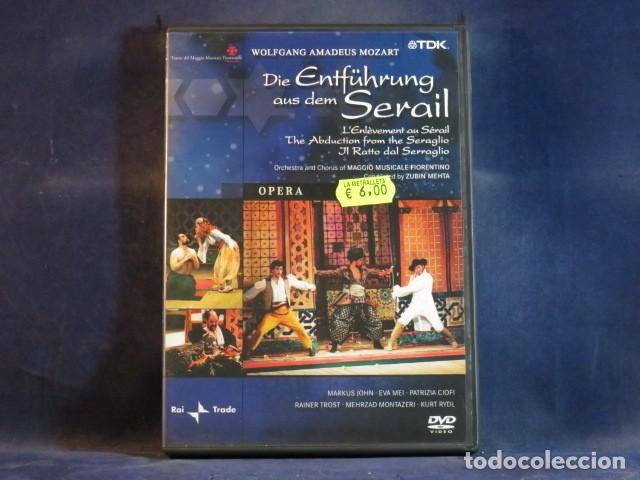 Teatro del Maggio Musicale Fiorentino
WOLFGANG AMADEUS MOZART
TDK
Die Entführung
aus dem Serail
L'Enlèvement au Sérail
The Abduction from the Seraglio
Il Ratto dal Serraglio
Orchestra and Chorus of MAGGIO MUSICALE FIORENTINO
by ZUBIN MEHTA
LA METRALLETA
€ 6,00
OPERA
MARKUS JOHN · EVA MEI · PATRIZIA CIOFI
RAINER TROST · MEHRZAD MONTAZERI · KURT RYDL
Rai Trade
DVD
VIDEO
todocoleccion.net